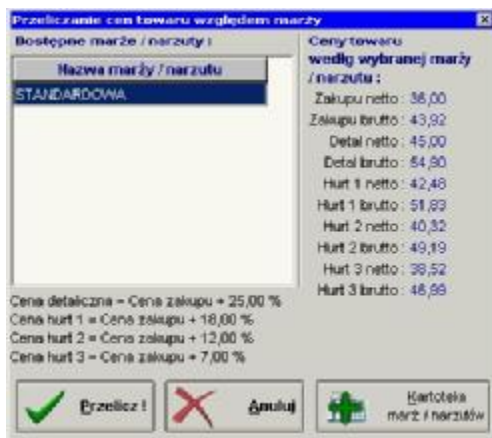 Przeliczanie cen towaru względem marży
Dostępne marże / narzuty :
Nazwa marży / narzutu
STANDARDOWA
Ceny towaru
według wybranej marży
/ narzutu :
Zakupu netto : 36,00
Zakupu brutto : 43,92
Detal netto : 45,00
Detal brutto : 54,90
Hurt 1 netto : 42,48
Hurt 1 brutto : 51,83
Hurt 2 netto : 40,32
Hurt 2 brutto : 49,19
Hurt 3 netto : 38,52
Hurt 3 brutto : 46,99
Cena detaliczna = Cena zakupu + 25,00 %
Cena hurt 1 = Cena zakupu + 18,00 %
Cena hurt 2 = Cena zakupu + 12,00 %
Cena hurt 3 = Cena zakupu + 7,00 %
Przelicz !
Anuluj
Kartoteka
marż / narzutów